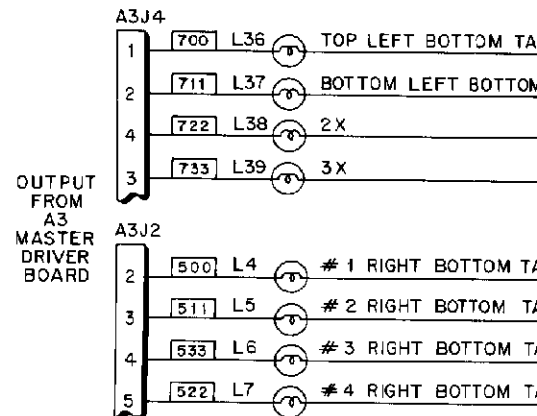 A3J4
1 700 L36 TOP LEFT BOTTOM TA
2 711 L37 BOTTOM LEFT BOTTOM
4 722 L38 2X
3 733 L39 3X
OUTPUT
FROM
A3
MASTER
DRIVER
BOARD
A3J2
2 500 L4 # 1 RIGHT BOTTOM TA
3 511 L5 # 2 RIGHT BOTTOM TA
4 533 L6 # 3 RIGHT BOTTOM TA
5 522 L7 # 4 RIGHT BOTTOM TA